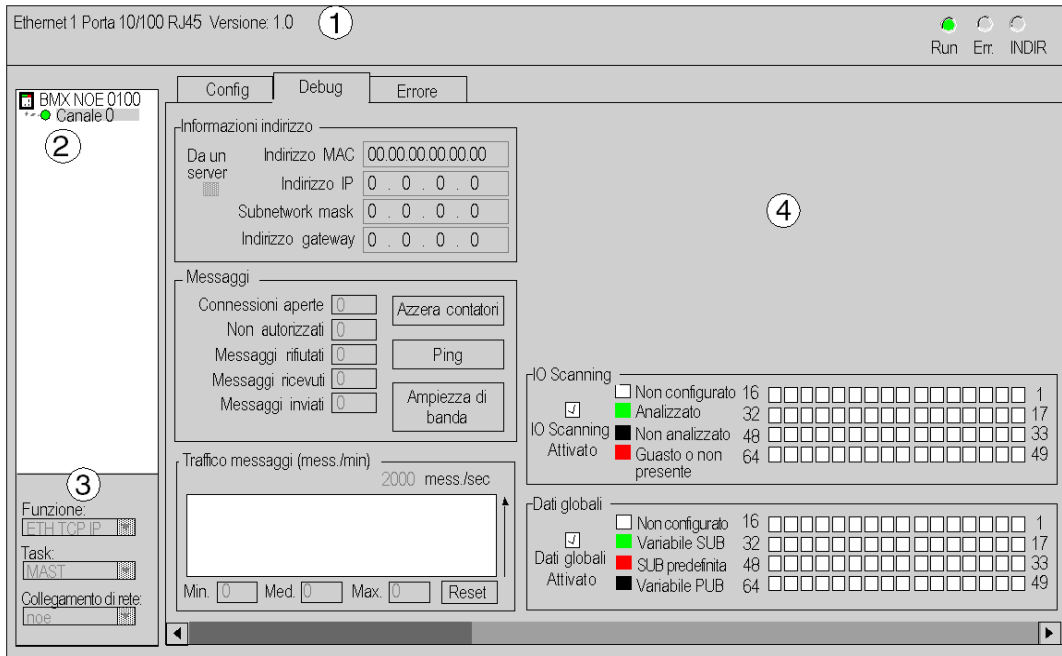 Ethernet 1 Porta 10/100 RJ45 Versione: 1.0
1
Run Err. INDIR
BMX NOE 0100
Canale 0
2
3
Funzione:
ETH TCP IP
Task:
MAST
Collegamento di rete:
noe
Config Debug Errore
Informazioni indirizzo
Da un
server
Indirizzo MAC 00.00.00.00.00.00
Indirizzo IP 0 . 0 . 0 . 0
Subnetwork mask 0 . 0 . 0 . 0
Indirizzo gateway 0 . 0 . 0 . 0
4
Messaggi
Connessioni aperte 0
Non autorizzati 0
Messaggi rifiutati 0
Messaggi ricevuti 0
Messaggi inviati 0
Azzera contatori
Ping
Ampiezza di
banda
Traffico messaggi (mess./min)
2000 mess./sec
Min. 0 Med. 0 Max. 0 Reset
IO Scanning
IO Scanning
Attivato
Non configurato 16 1
Analizzato 32 17
Non analizzato 48 33
Guasto o non 64 49
presente
Dati globali
Dati globali
Attivato
Non configurato 16 1
Variabile SUB 32 17
SUB predefinita 48 33
Variabile PUB 64 49